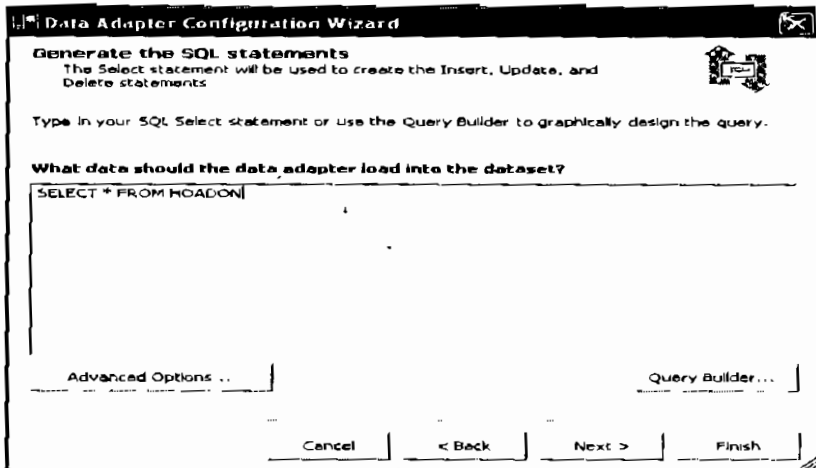 Data Adapter Configuration Wizard
Generate the SQL statements
The Select statement will be used to create the Insert, Update, and
Delete statements
Type in your SQL Select statement or use the Query Builder to graphically design the query.
What data should the data adapter load into the dataset?
SELECT * FROM HOADON
Advanced Options ..
Query Builder...
Cancel
< Back
Next >
Finish